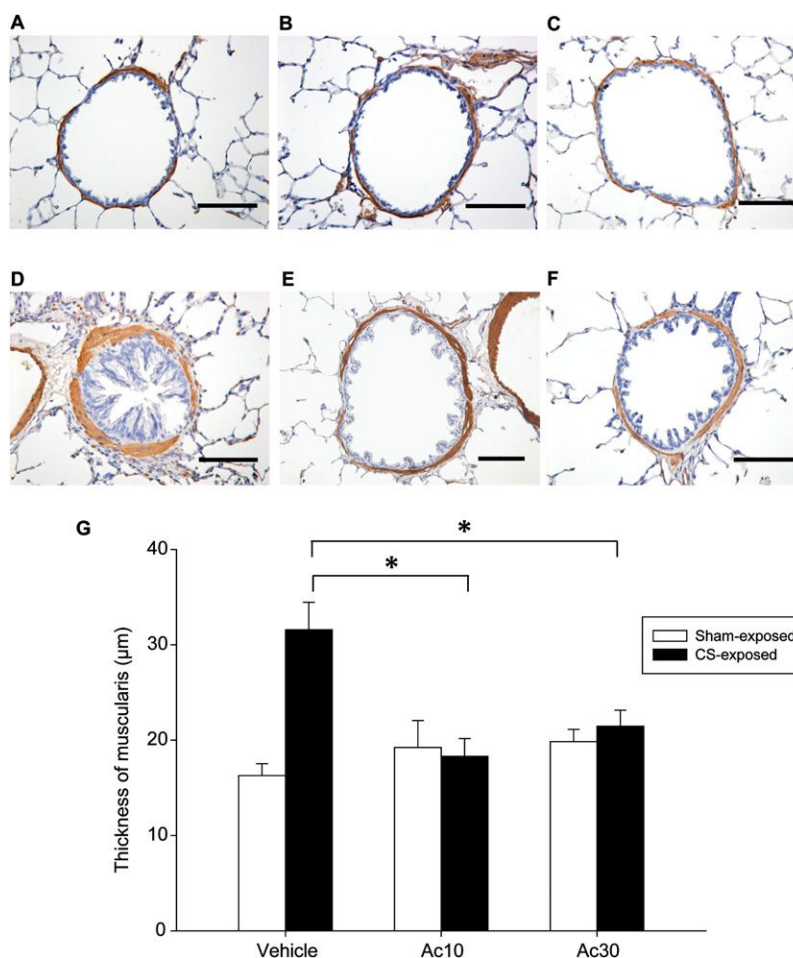 A
B
C
D
E
F
G
*
*
40
30
20
10
0
Thickness of muscularis (µm)
Sham-exposed
CS-exposed
Vehicle
Ac10
Ac30